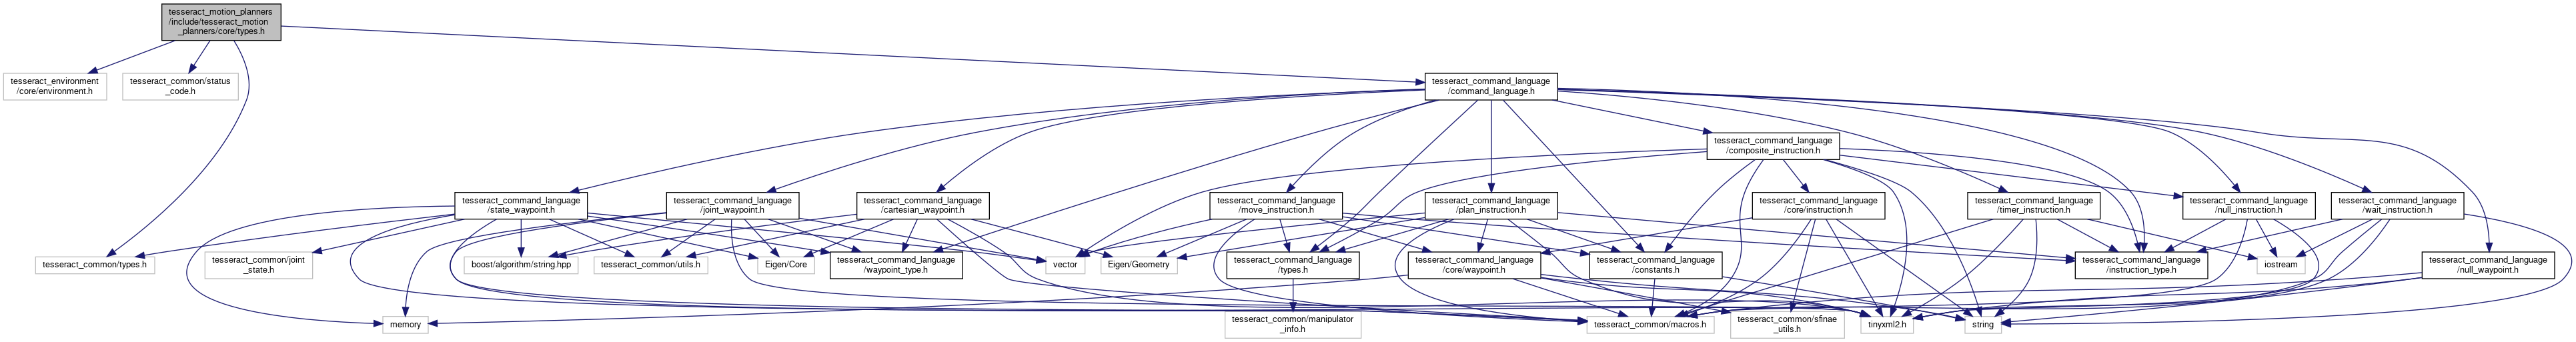 tesseract_motion_planners
/include/tesseract_motion
_planners/core/types.h
tesseract_environment
/core/environment.h
tesseract_common/status
_code.h
tesseract_command_language
/command_language.h
tesseract_command_language
/composite_instruction.h
tesseract_command_language
/state_waypoint.h
tesseract_command_language
/joint_waypoint.h
tesseract_command_language
/cartesian_waypoint.h
tesseract_command_language
/move_instruction.h
tesseract_command_language
/plan_instruction.h
tesseract_command_language
/core/instruction.h
tesseract_command_language
/timer_instruction.h
tesseract_command_language
/null_instruction.h
tesseract_command_language
/wait_instruction.h
tesseract_common/types.h
tesseract_common/joint
_state.h
boost/algorithm/string.hpp
tesseract_common/utils.h
Eigen/Core
tesseract_command_language
/waypoint_type.h
vector
Eigen/Geometry
tesseract_command_language
/types.h
tesseract_command_language
/core/waypoint.h
tesseract_command_language
/constants.h
tesseract_command_language
/instruction_type.h
iostream
tesseract_command_language
/null_waypoint.h
memory
tesseract_common/manipulator
_info.h
tesseract_common/macros.h
tesseract_common/sfinae
_utils.h
tinyxml2.h
string